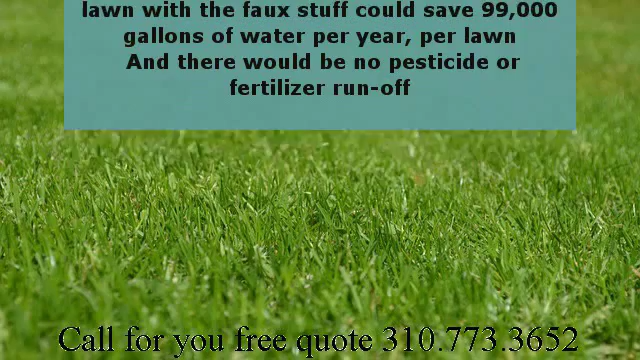 lawn with the faux stuff could save 99,000
gallons of water per year, per lawn
And there would be no pesticide or
fertilizer run-off
Call for you free quote 310.773.3652